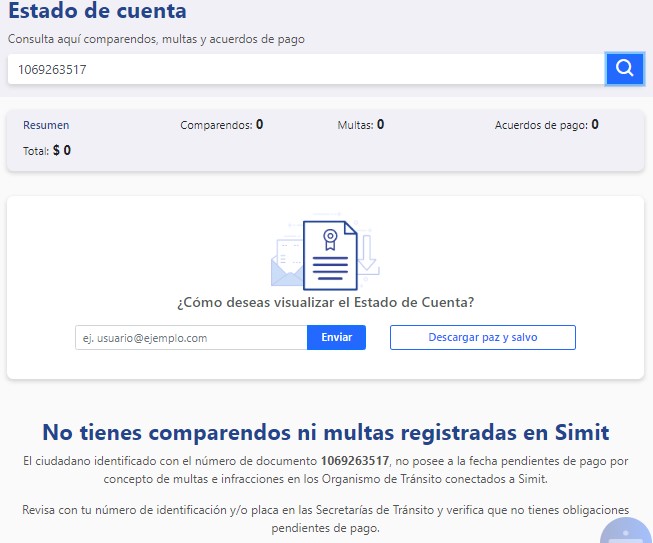 Estado de cuenta
Consulta aquí comparendos, multas y acuerdos de pago
1069263517
Resumen Comparendos: 0 Multas: 0 Acuerdos de pago: 0
Total: $ 0
¿Cómo deseas visualizar el Estado de Cuenta?
ej. usuario@ejemplo.com Enviar Descargar paz y salvo
No tienes comparendos ni multas registradas en Simit
El ciudadano identificado con el número de documento 1069263517, no posee a la fecha pendientes de pago por
concepto de multas e infracciones en los Organismo de Tránsito conectados a Simit.
Revisa con tu número de identificación y/o placa en las Secretarías de Tránsito y verifica que no tienes obligaciones
pendientes de pago.